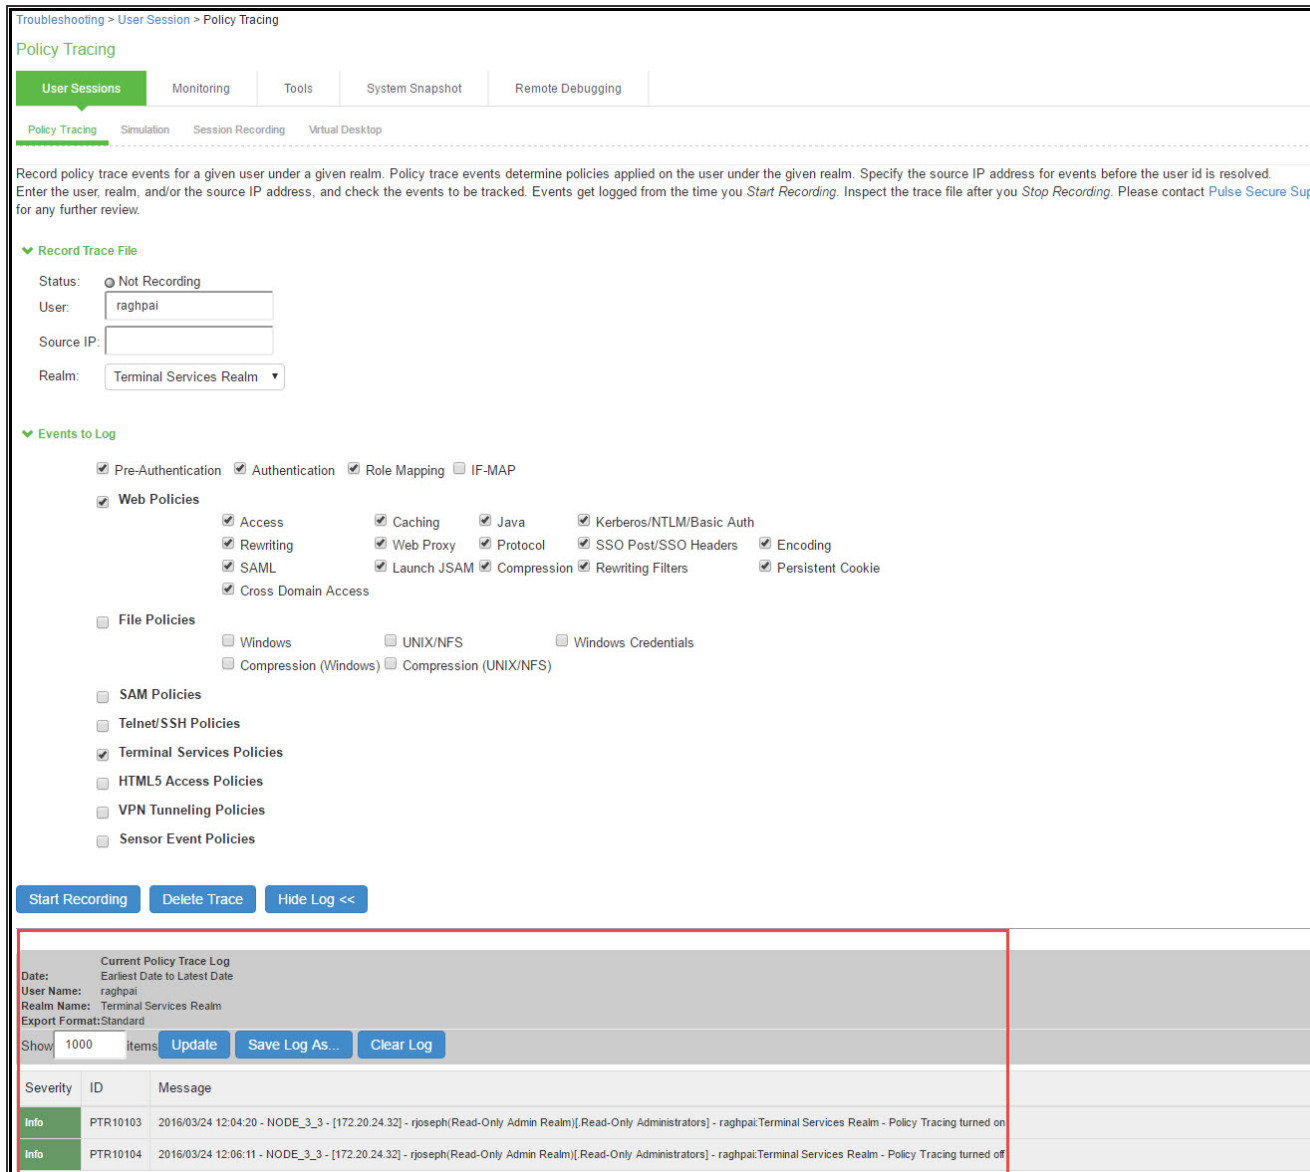 Troubleshooting > User Session > Policy Tracing
Policy Tracing
User Sessions Monitoring Tools System Snapshot Remote Debugging
Policy Tracing Simulation Session Recording Virtual Desktop
Record policy trace events for a given user under a given realm. Policy trace events determine policies applied on the user under the given realm. Specify the source IP address for events before the user id is resolved.
Enter the user, realm, and/or the source IP address, and check the events to be tracked. Events get logged from the time you Start Recording. Inspect the trace file after you Stop Recording. Please contact Pulse Secure Sup
for any further review.
Record Trace File
Status: Not Recording
User: raghpai
Source IP:
Realm: Terminal Services Realm
Events to Log
Pre-Authentication Authentication Role Mapping IF-MAP
Web Policies
Access Caching Java Kerberos/NTLM/Basic Auth
Rewriting Web Proxy Protocol SSO Post/SSO Headers Encoding
SAML Launch JSAM Compression Rewriting Filters Persistent Cookie
Cross Domain Access
File Policies
Windows UNIX/NFS Windows Credentials
Compression (Windows) Compression (UNIX/NFS)
SAM Policies
Telnet/SSH Policies
Terminal Services Policies
HTML5 Access Policies
VPN Tunneling Policies
Sensor Event Policies
Start Recording Delete Trace Hide Log <<
Current Policy Trace Log
Date: Earliest Date to Latest Date
User Name: raghpai
Realm Name: Terminal Services Realm
Export Format:Standard
Show 1000 items Update Save Log As... Clear Log
Severity ID Message
Info PTR10103 2016/03/24 12:04:20 - NODE_3_3 - [172.20.24.32] - rjoseph(Read-Only Admin Realm)[.Read-Only Administrators] - raghpai:Terminal Services Realm - Policy Tracing turned on
Info PTR10104 2016/03/24 12:06:11 - NODE_3_3 - [172.20.24.32] - rjoseph(Read-Only Admin Realm)[.Read-Only Administrators] - raghpai:Terminal Services Realm - Policy Tracing turned off